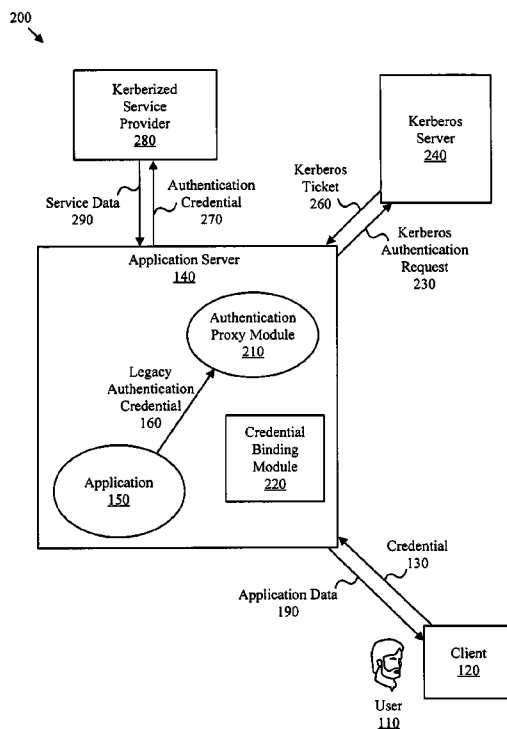 200
Kerberized
Service
Provider
280
Kerberos
Server
240
Service Data
290
Authentication
Credential
270
Kerberos
Ticket
260
Kerberos
Authentication
Request
230
Application Server
140
Authentication
Proxy Module
210
Legacy
Authentication
Credential
160
Application
150
Credential
Binding
Module
220
Credential
130
Application Data
190
User
110
Client
120